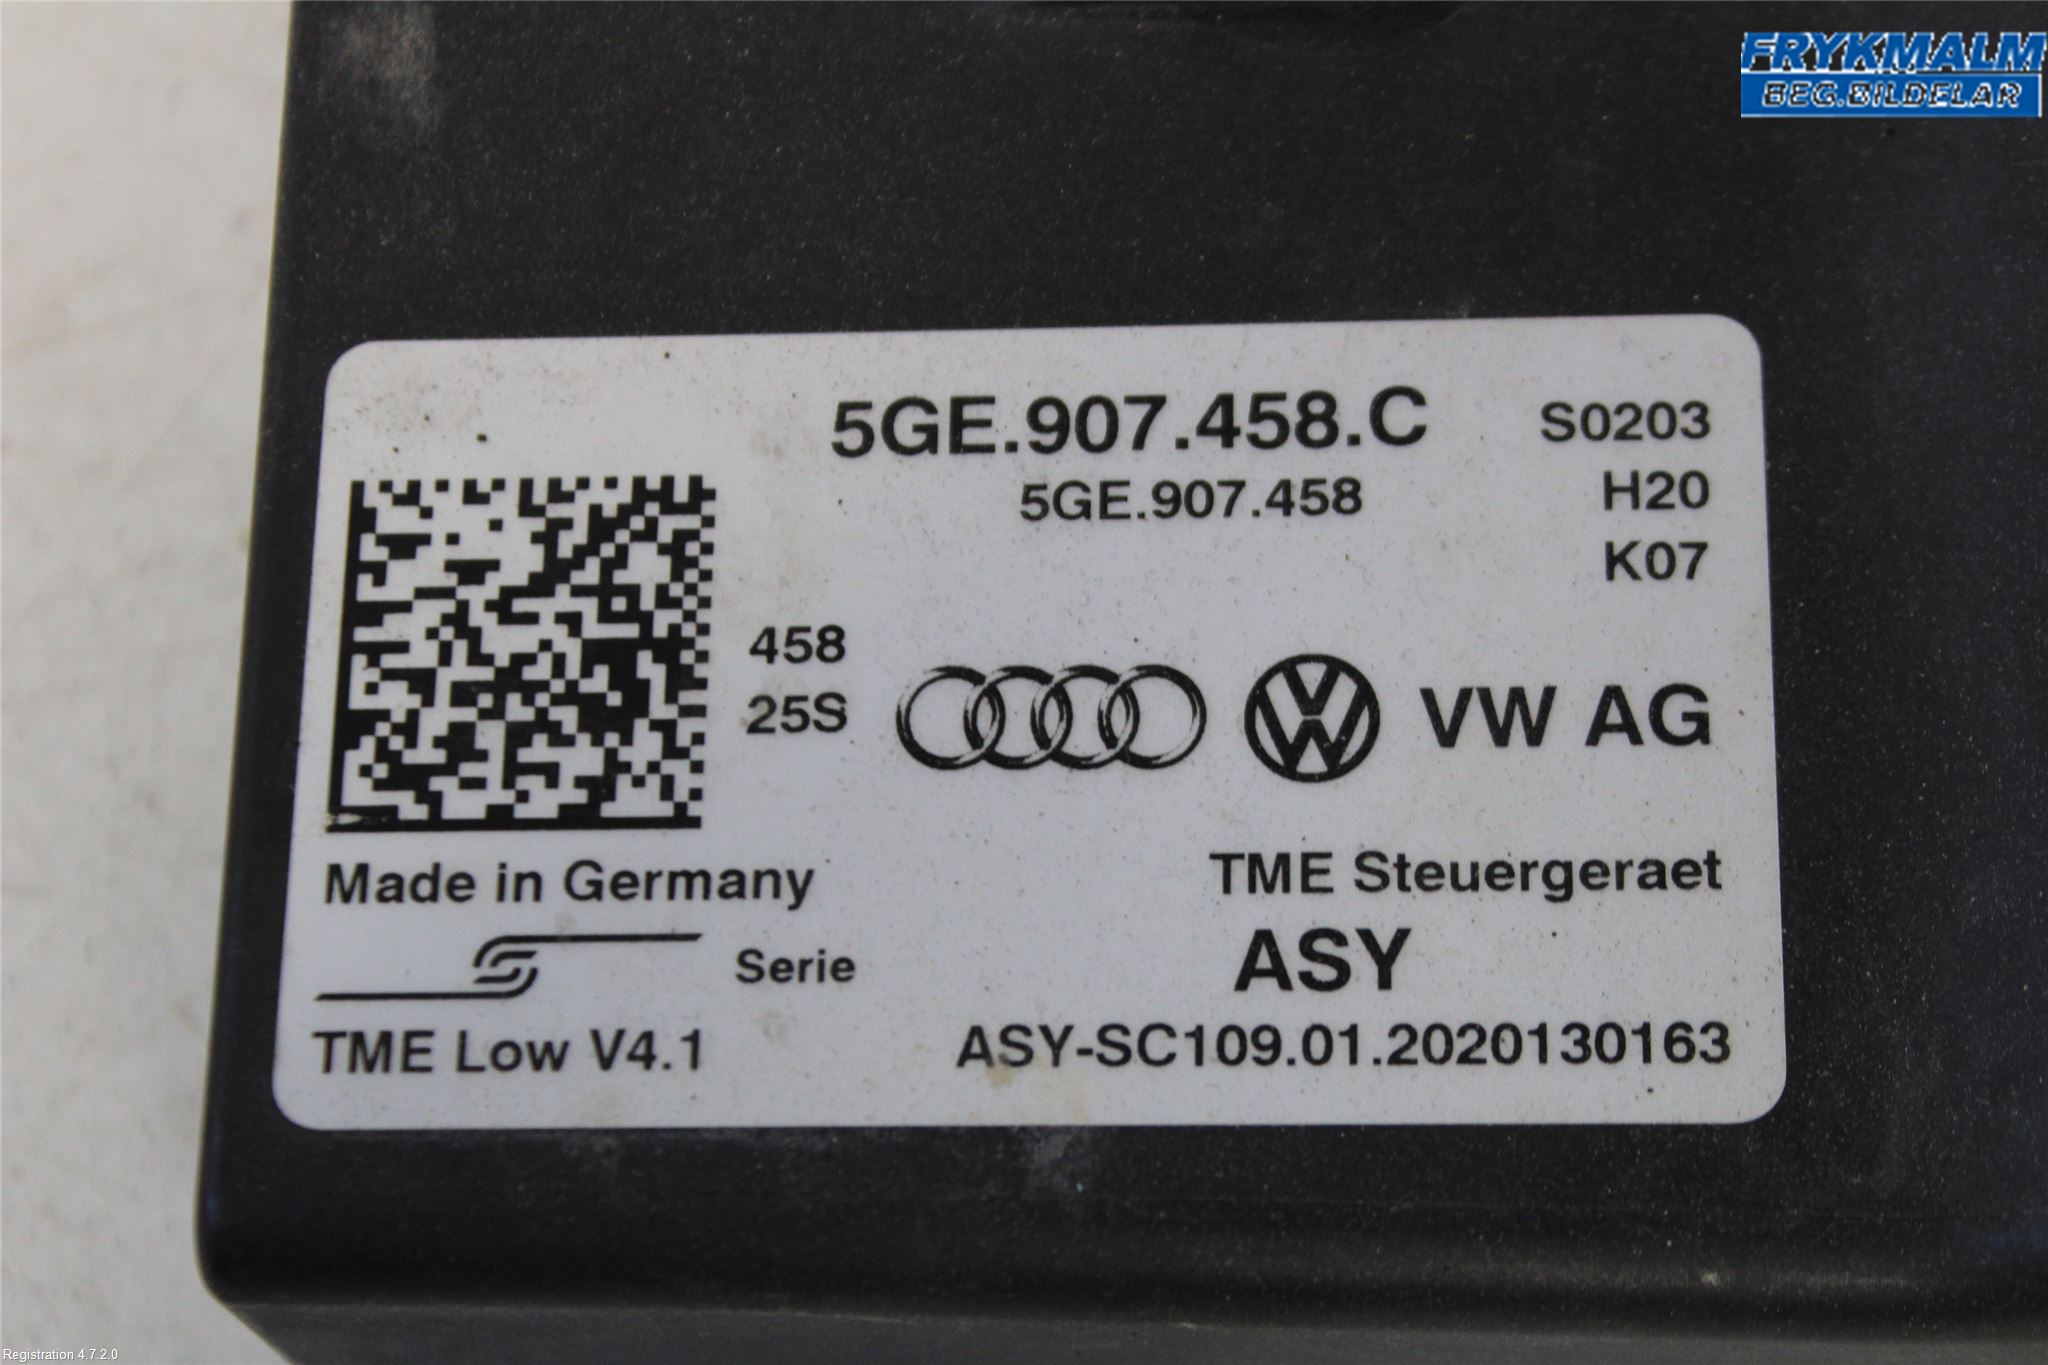 FRYKMALM
BEG.BILDELAR
5GE.907.458.C
S0203
5GE.907.458
H20
K07
458
25S
VW AG
Made in Germany
TME Steuergeraet
Serie
ASY
TME Low V4.1
ASY-SC109.01.2020130163
Registration 4.7.2.0